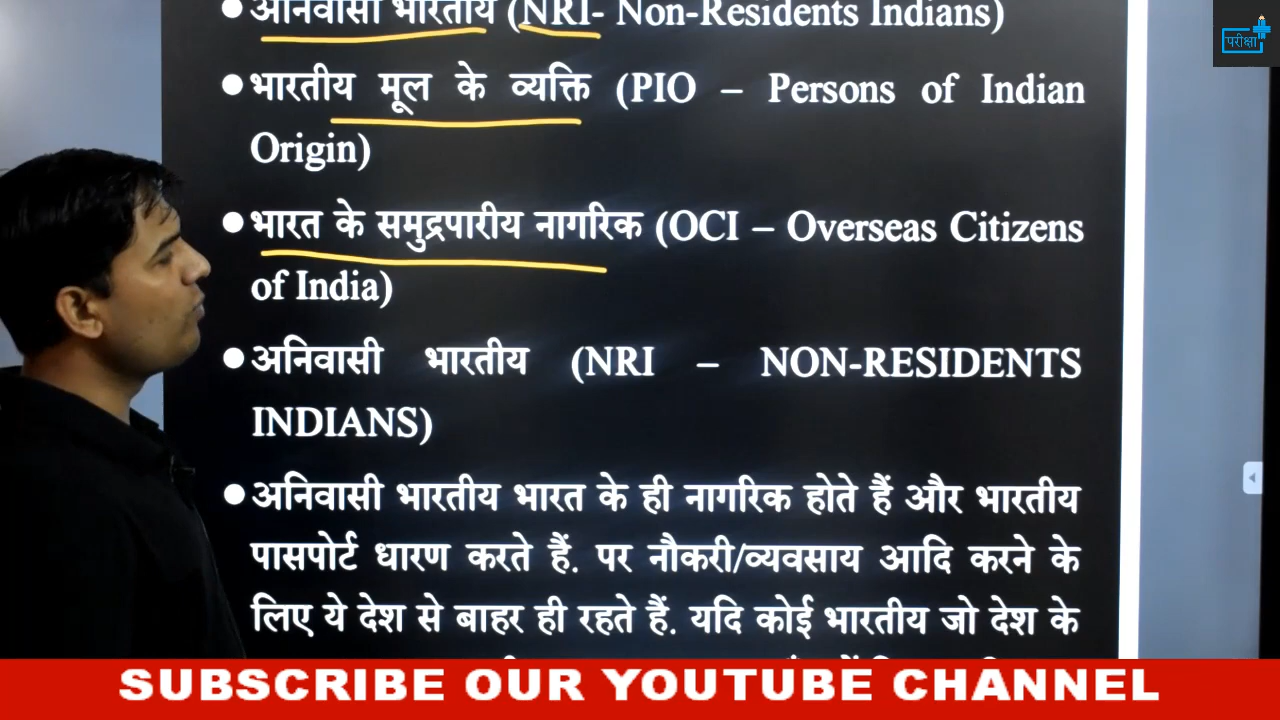 अनिवासी भारतीय (NRI- Non-Residents Indians)
परीक्षा
भारतीय मूल के व्यक्ति (PIO – Persons of Indian
Origin)
भारत के समुद्रपारीय नागरिक (OCI – Overseas Citizens
of India)
अनिवासी भारतीय (NRI – NON-RESIDENTS
INDIANS)
अनिवासी भारतीय भारत के ही नागरिक होते हैं और भारतीय
पासपोर्ट धारण करते हैं. पर नौकरी/व्यवसाय आदि करने के
लिए ये देश से बाहर ही रहते हैं. यदि कोई भारतीय जो देश के
SUBSCRIBE OUR YOUTUBE CHANNEL